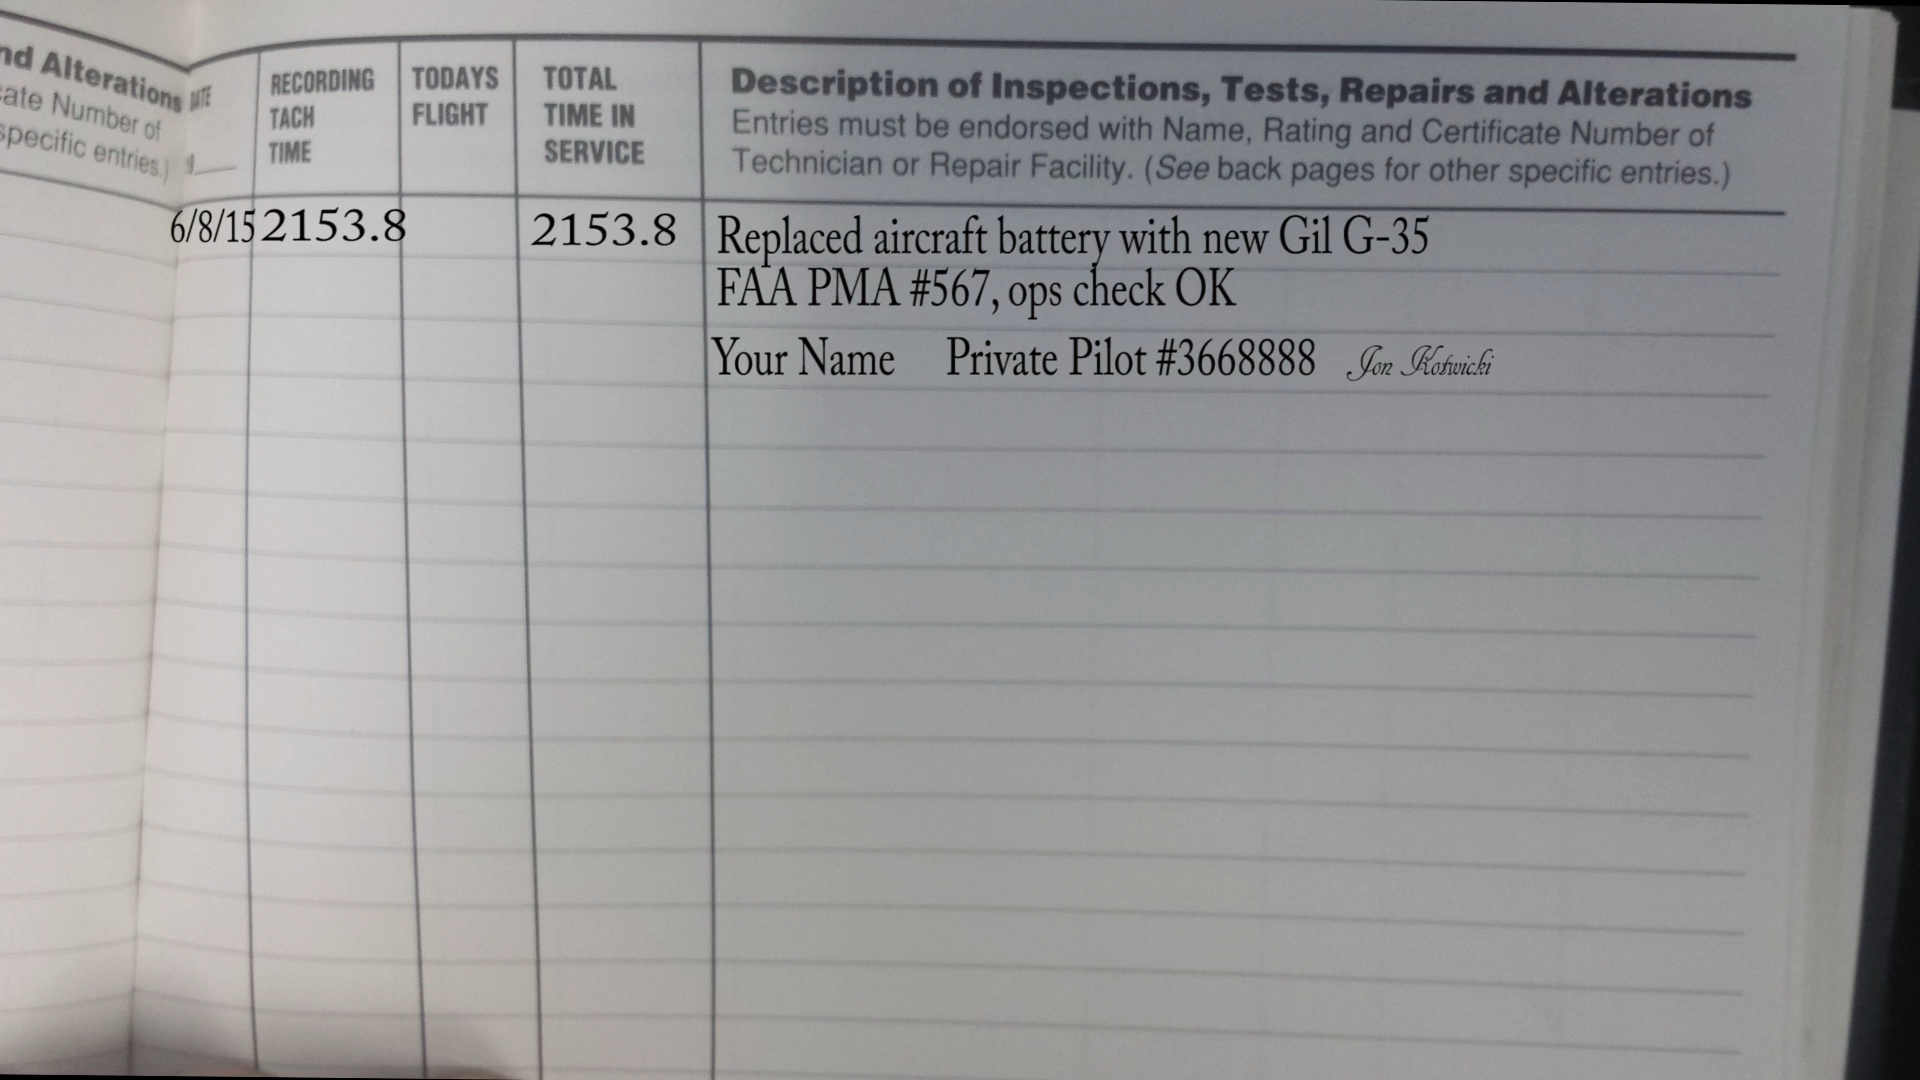 nd Alterations
cate Number of
specific entries.)
DATE
RECORDING
TACH
TIME
TODAYS
FLIGHT
TOTAL
TIME IN
SERVICE
Description of Inspections, Tests, Repairs and Alterations
Entries must be endorsed with Name, Rating and Certificate Number of
Technician or Repair Facility. (See back pages for other specific entries.)
6/8/15 2153.8 2153.8 Replaced aircraft battery with new Gil G-35
FAA PMA #567, ops check OK
Your Name Private Pilot #3668888 Jon Kotwicki